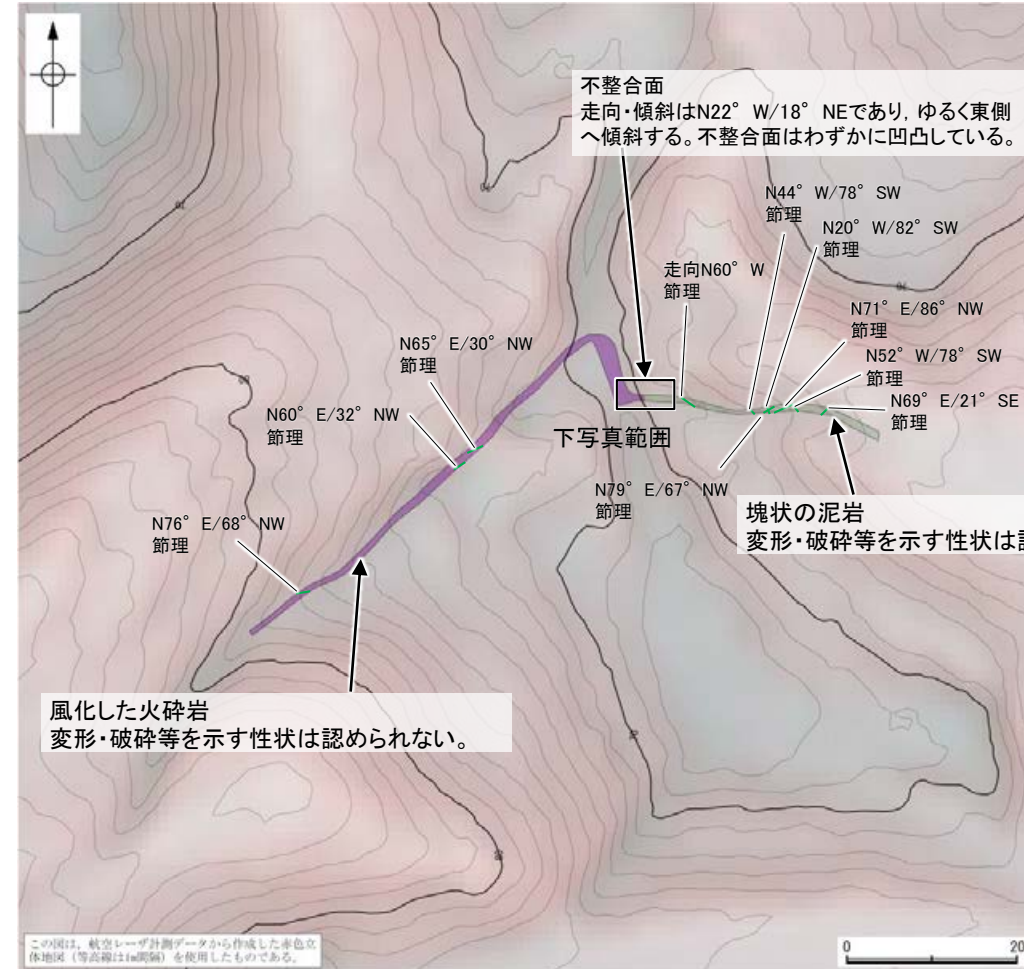 不整合面
走向・傾斜はN22° W/18° NEであり，ゆるく東側
へ傾斜する。不整合面はわずかに凹凸している。
N44° W/78° SW
節理
N20° W/82° SW
節理
走向N60° W
節理
N71° E/86° NW
節理
N65° E/30° NW
節理
N52° W/78° SW
節理
N69° E/21° SE
節理
N60° E/32° NW
節理
下写真範囲
N79° E/67° NW
節理
N76° E/68° NW
節理
塊状の泥岩
変形・破砕等を示す性状は認
風化した火砕岩
変形・破砕等を示す性状は認められない。
この図は，航空レーザ計測データから作成した赤色立
体地図（等高線は1m間隔）を使用したものである。
0
20